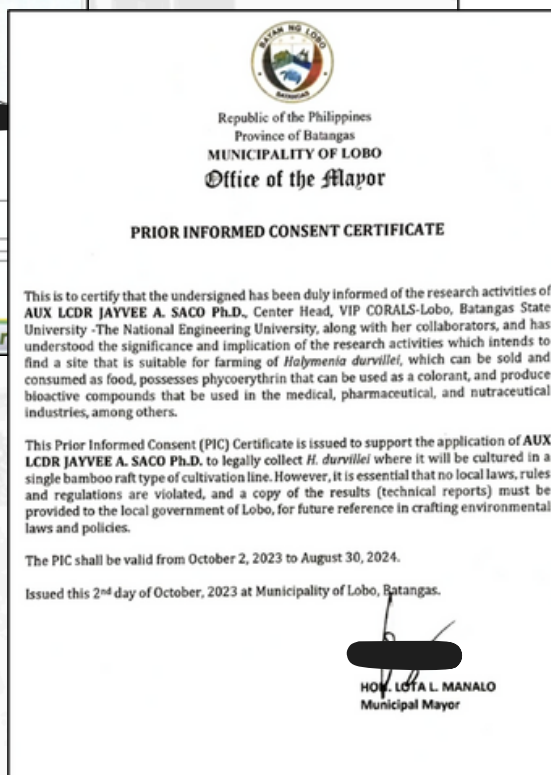 BAYAN NG LOBO
BATANGAS
Republic of the Philippines
Province of Batangas
MUNICIPALITY OF LOBO
Office of the Mayor
PRIOR INFORMED CONSENT CERTIFICATE
This is to certify that the undersigned has been duly informed of the research activities of
AUX LCDR JAYVEE A. SACO Ph.D., Center Head, VIP CORALS-Lobo, Batangas State
University -The National Engineering University, along with her collaborators, and has
understood the significance and implication of the research activities which intends to
find a site that is suitable for farming of Halymenia durvillei, which can be sold and
consumed as food, possesses phycoerythrin that can be used as a colorant, and produce
bioactive compounds that be used in the medical, pharmaceutical, and nutraceutical
industries, among others.
This Prior Informed Consent (PIC) Certificate is issued to support the application of AUX
LCDR JAYVEE A. SACO Ph.D. to legally collect H. durvillei where it will be cultured in a
single bamboo raft type of cultivation line. However, it is essential that no local laws, rules
and regulations are violated, and a copy of the results (technical reports) must be
provided to the local government of Lobo, for future reference in crafting environmental
laws and policies.
The PIC shall be valid from October 2, 2023 to August 30, 2024.
Issued this 2nd day of October, 2023 at Municipality of Lobo, Batangas.
HON. LOTA L. MANALO
Municipal Mayor